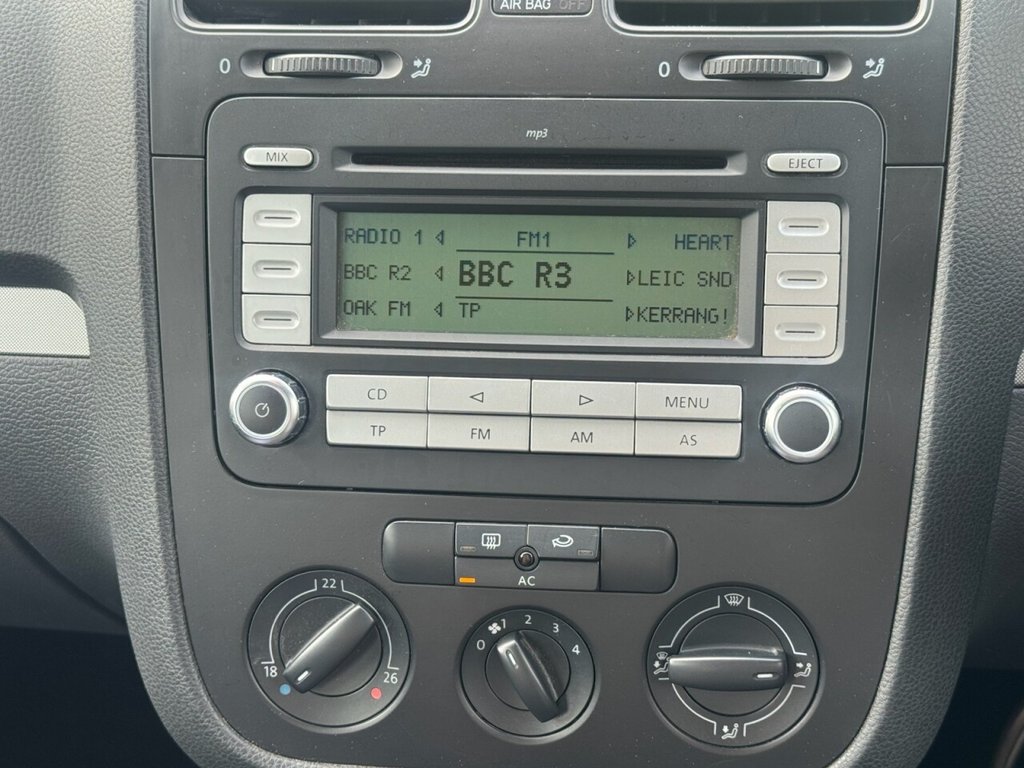 AIR BAG OFF
0
0
mp3
MIX
EJECT
RADIO 1 FM1 HEART
BBC R2 BBC R3 LEIC SND
OAK FM TP KERRANG!
CD MENU
TP FM AM AS
AC
22
18 26
0 1 2 3 4